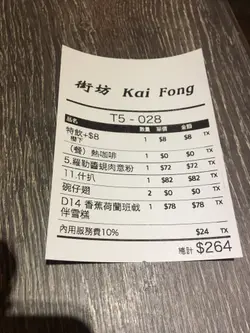 街坊 Kai Fong
T5 - 028
品名 數量 單價 金額
特飲+$8 1 $8 $8 TX
檯下
（餐）熱咖啡 1 $0 $0 TX
5.羅勒醬蜆肉意粉 1 $72 $72 TX
11.什扒 1 $82 $82 TX
碗仔翅 2 $0 $0 TX
D14 香蕉荷蘭班戟 1 $78 $78 TX
伴雪糕
內用服務費10% $24 TX
總計 $264